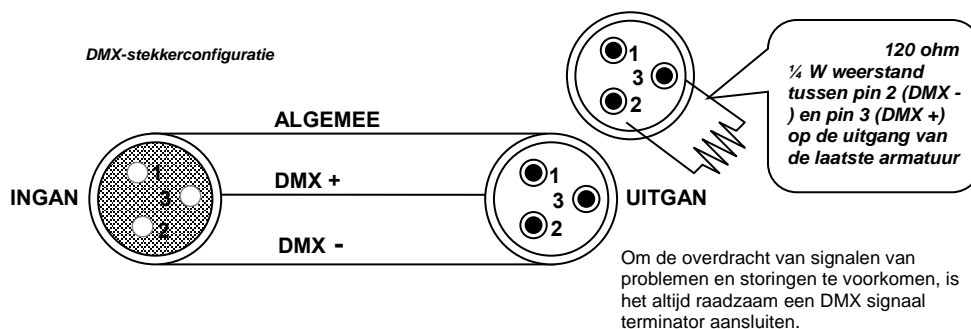 DMX-stekkerconfiguratie
1
3
2
120 ohm
¼ W weerstand
tussen pin 2 (DMX -
) en pin 3 (DMX +)
op de uitgang van
de laatste armatuur
ALGEMEE
INGAN
1
3
2
DMX +
DMX -
1
3
2
UITGAN
Om de overdracht van signalen van
problemen en storingen te voorkomen, is
het altijd raadzaam een DMX signaal
terminator aansluiten.